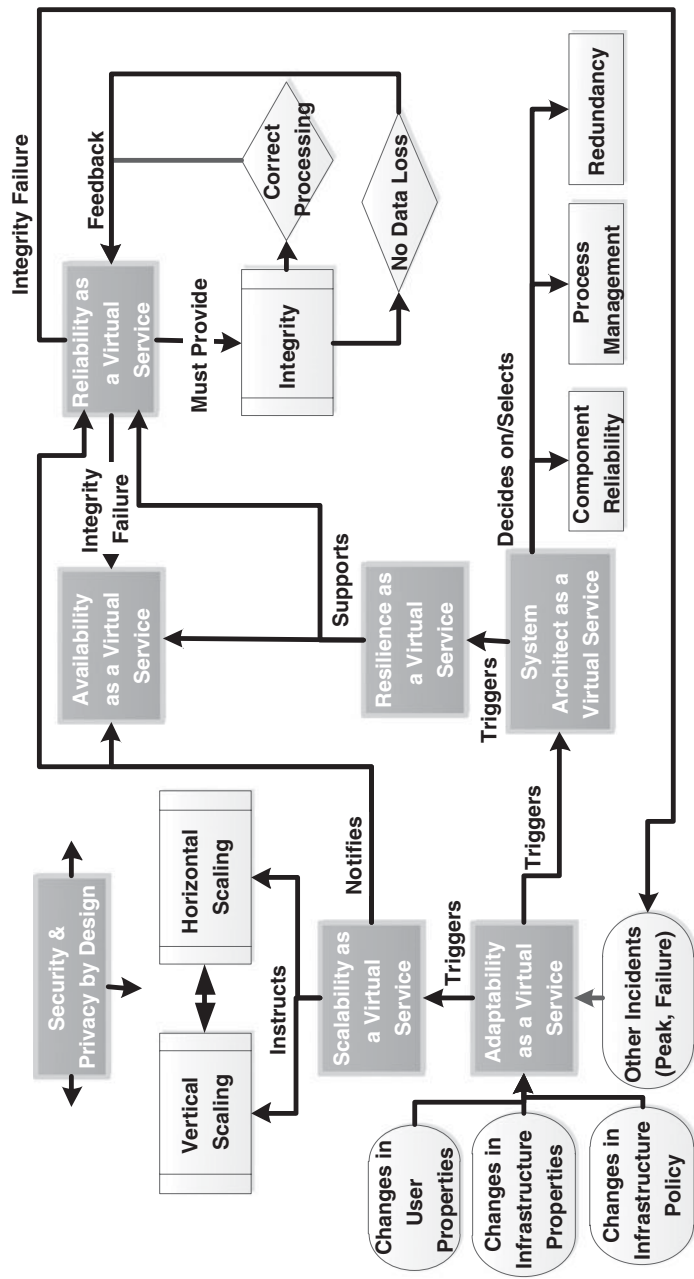 Security &
Privacy by Design
Vertical
Scaling
Horizontal
Scaling
Instructs
Notifies
Scalability as
a Virtual
Service
Triggers
Adaptability
as a Virtual
Service
Changes in
User
Properties
Changes in
Infrastructure
Properties
Changes in
Infrastructure
Policy
Other Incidents
(Peak, Failure)
Triggers
System
Architect as a
Virtual Service
Triggers
Resilience as
a Virtual
Service
Supports
Availability
as a Virtual
Service
Integrity
Failure
Reliability as
a Virtual
Service
Integrity Failure
Feedback
Must Provide
Integrity
Correct
Processing
No Data Loss
Decides on/Selects
Component
Reliability
Process
Management
Redundancy